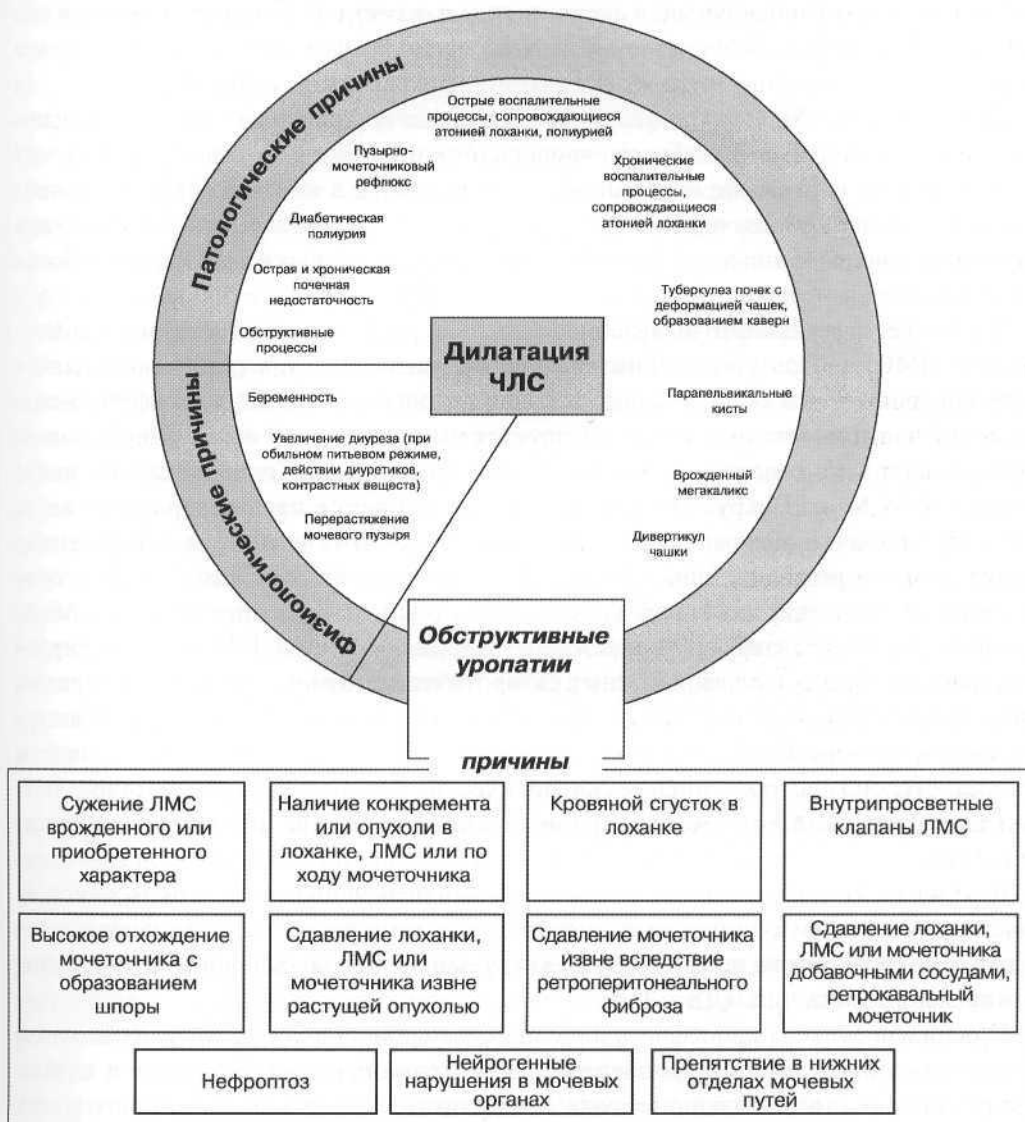 Патологические причины
Физиологические причины
Острые воспалительные
процессы, сопровождающиеся
атонией лоханки, полиурией
Пузырно-
мочеточниковый
рефлюкс
Хронические
воспалительные
процессы,
сопровождающиеся
атонией лоханки
Диабетическая
полиурия
Острая и хроническая
почечная
недостаточность
Туберкулез почек с
деформацией чашек,
образованием каверн
Обструктивные
процессы
Дилатация
ЧЛС
Беременность
Парапельвикальные
кисты
Увеличение диуреза (при
обильном питьевом режиме,
действии диуретиков,
контрастных веществ)
Врожденный
мегакаликс
Перерастяжение
мочевого пузыря
Дивертикул
чашки
Обструктивные
уропатии
причины
Сужение ЛМС
врожденного или
приобретенного
характера
Наличие конкремента
или опухоли в
лоханке, ЛМС или по
ходу мочеточника
Кровяной сгусток в
лоханке
Внутрипросветные
клапаны ЛМС
Высокое отхождение
мочеточника с
образованием
шпоры
Сдавление лоханки,
ЛМС или
мочеточника извне
растущей опухолью
Сдавление мочеточника
извне вследствие
ретроперитонеального
фиброза
Сдавление лоханки,
ЛМС или мочеточника
добавочными сосудами,
ретрокавальный
мочеточник
Нефроптоз
Нейрогенные
нарушения в мочевых
органах
Препятствие в нижних
отделах мочевых
путей